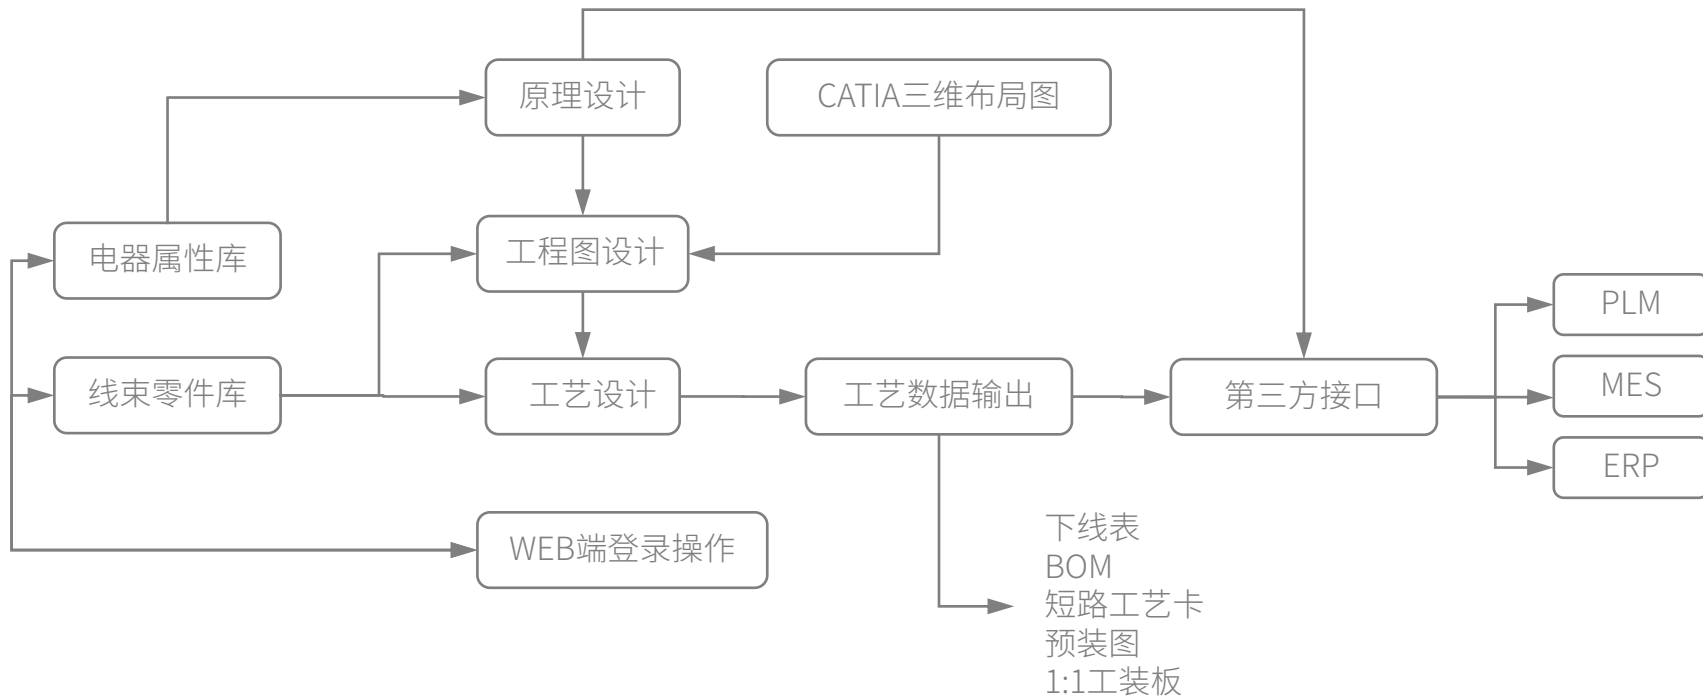 原理设计
CATIA三维布局图
电器属性库
工程图设计
PLM
线束零件库
工艺设计
工艺数据输出
第三方接口
MES
ERP
WEB端登录操作
下线表
BOM
短路工艺卡
预装图
1:1工装板